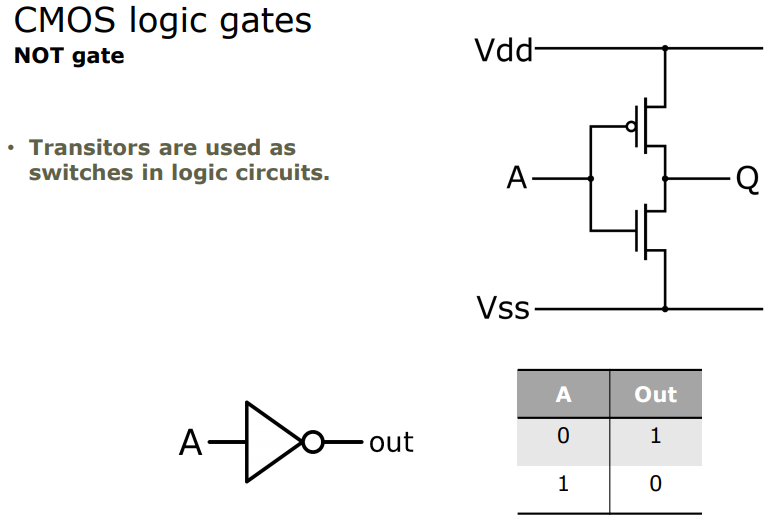 CMOS logic gates
NOT gate
• Transitors are used as
switches in logic circuits.
Vdd
A
Q
Vss
A
out
A Out
0 1
1 0